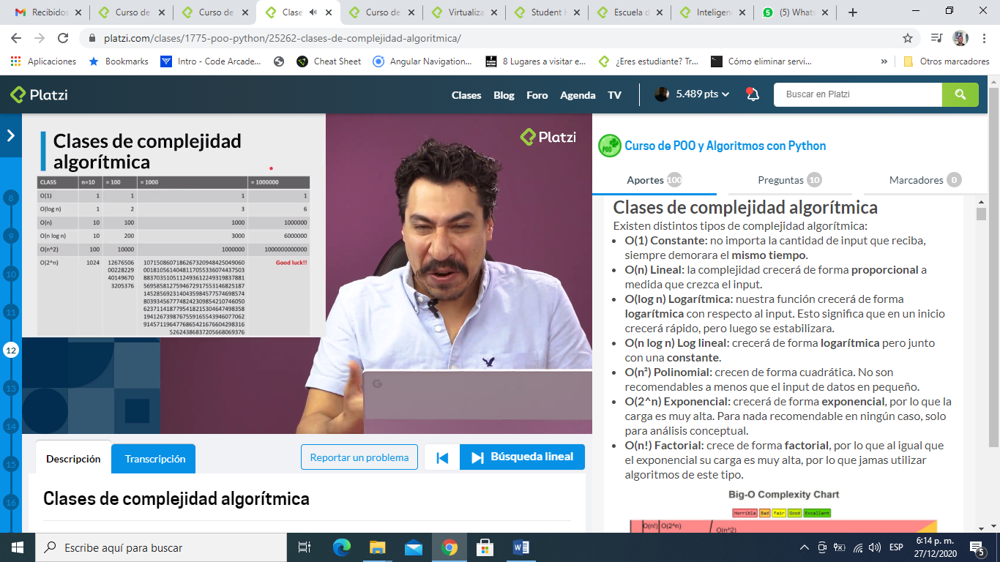 Recibidos
Curso de
Curso de
Clase
Curso de
Virtualiza
Student
Escuela d
Inteligen
(5) Whats
platzi.com/clases/1775-poo-python/25262-clases-de-complejidad-algoritmica/
Aplicaciones
Bookmarks
Intro - Code Arcade...
Cheat Sheet
Angular Navigation...
8 Lugares a visitar e...
¿Eres estudiante? Tr...
Cómo eliminar servi...
»
Otros marcadores
Platzi
Clases
Blog
Foro
Agenda
TV
5.489 pts
Buscar en Platzi
8
9
10
11
12
13
14
15
16
Clases de complejidad
algorítmica
CLASS n=10 = 100 = 1000 = 1000000
O(1) 1 1 1 1
O(log n) 1 2 3 6
O(n) 10 100 1000 1000000
O(n log n) 10 200 3000 6000000
O(n^2) 100 10000 1000000 1000000000000
O(2^n) 1024 12676506 10715086071862673209484250490600 Good luck!!
00228229
40149670
3205376
Platzi
G
Descripción
Transcripción
Reportar un problema
Búsqueda lineal
Clases de complejidad algorítmica
POO
Curso de POO y Algoritmos con Python
Aportes 100
Preguntas 10
Marcadores 0
Clases de complejidad algorítmica
Existen distintos tipos de complejidad algorítmica:
• O(1) Constante: no importa la cantidad de input que reciba,
siempre demorara el mismo tiempo.
• O(n) Lineal: la complejidad crecerá de forma proporcional a
medida que crezca el input.
• O(log n) Logarítmica: nuestra función crecerá de forma
logarítmica con respecto al input. Esto significa que en un inicio
crecerá rápido, pero luego se estabilizara.
• O(n log n) Log lineal: crecerá de forma logarítmica pero junto
con una constante.
• O(n²) Polinomial: crecen de forma cuadrática. No son
recomendables a menos que el input de datos en pequeño.
• O(2^n) Exponencial: crecerá de forma exponencial, por lo que la
carga es muy alta. Para nada recomendable en ningún caso, solo
para análisis conceptual.
• O(n!) Factorial: crece de forma factorial, por lo que al igual que
el exponencial su carga es muy alta, por lo que jamas utilizar
algoritmos de este tipo.
Big-O Complexity Chart
Horrible Bad Fair Good Excellent
O(n!) O(2^n) O(n^2)
Escribe aquí para buscar
ESP
6:14 p. m.
27/12/2020
5